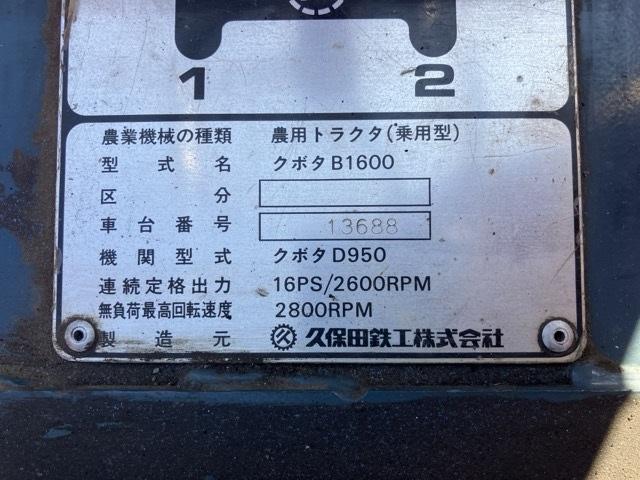 1 2
農業機械の種類 農用トラクタ(乗用型)
型式名 クボタB1600
区分
車台番号 13688
機関型式 クボタD950
連続定格出力 16PS/2600RPM
無負荷最高回転速度 2800RPM
製造元 久保田鉄工株式会社